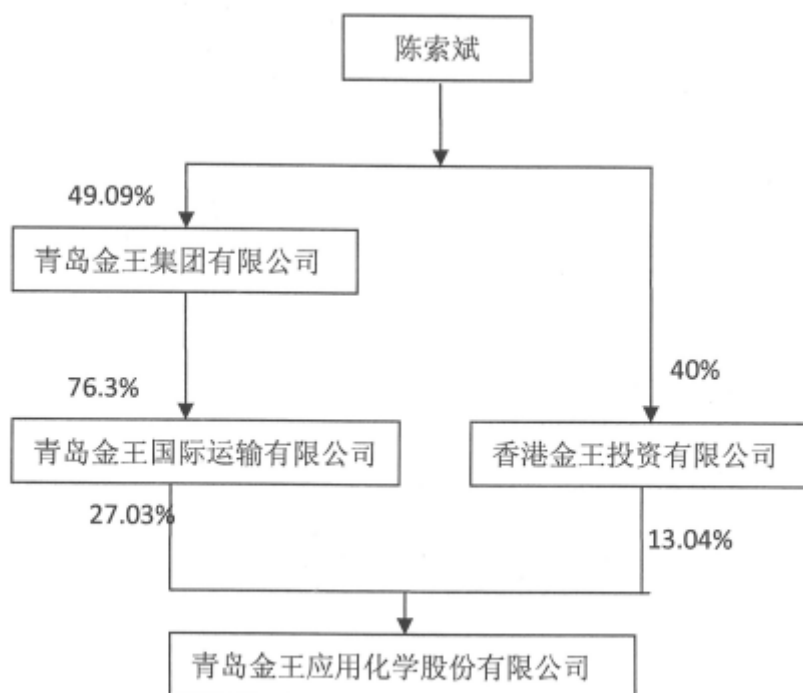 陈索斌
49.09%
青岛金王集团有限公司
76.3%
40%
青岛金王国际运输有限公司
香港金王投资有限公司
27.03%
13.04%
青岛金王应用化学股份有限公司